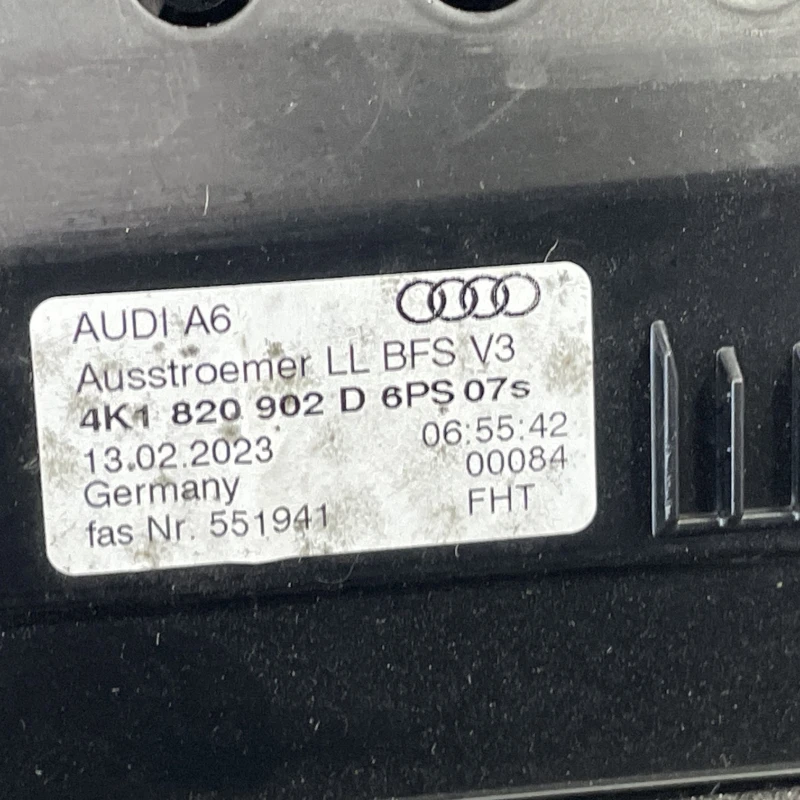 AUDI A6
Ausstroemer LL BFS V3
4K1 820 902 D 6PS 07s
13.02.2023 06:55:42
00084
Germany
FHT
fas Nr. 551941